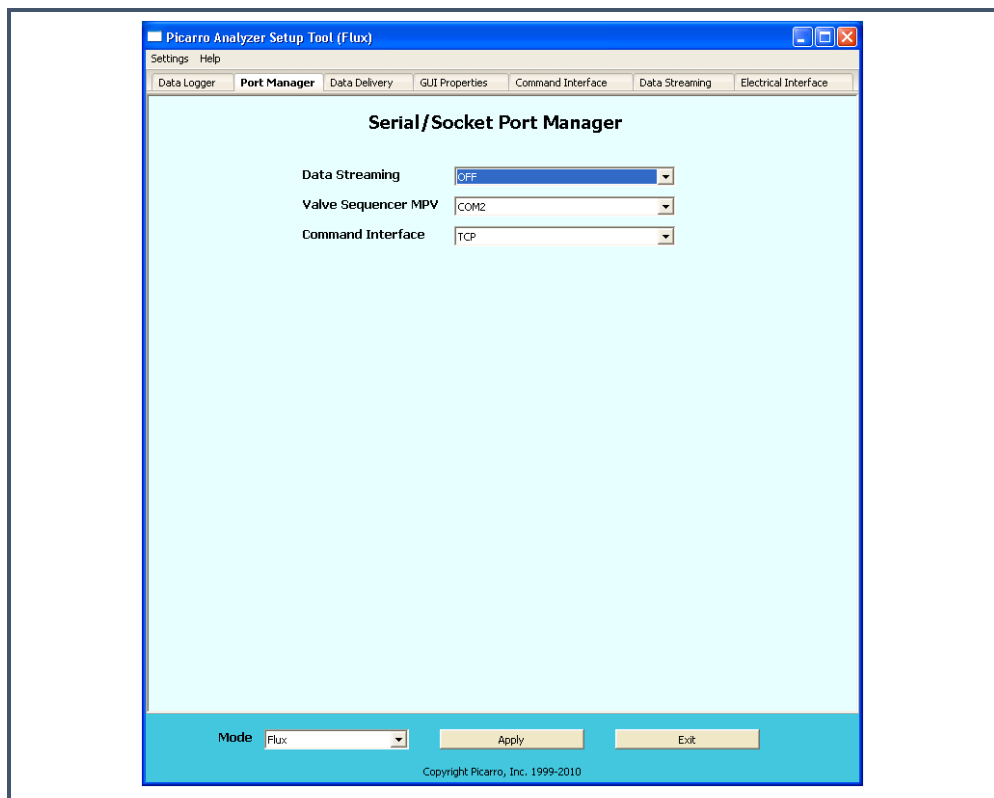 Picarro Analyzer Setup Tool (Flux)
Settings Help
Data Logger Port Manager Data Delivery GUI Properties Command Interface Data Streaming Electrical Interface
Serial/Socket Port Manager
Data Streaming OFF
Valve Sequencer MPV COM2
Command Interface TCP
Mode Flux Apply Exit
Copyright Picarro, Inc. 1999-2010